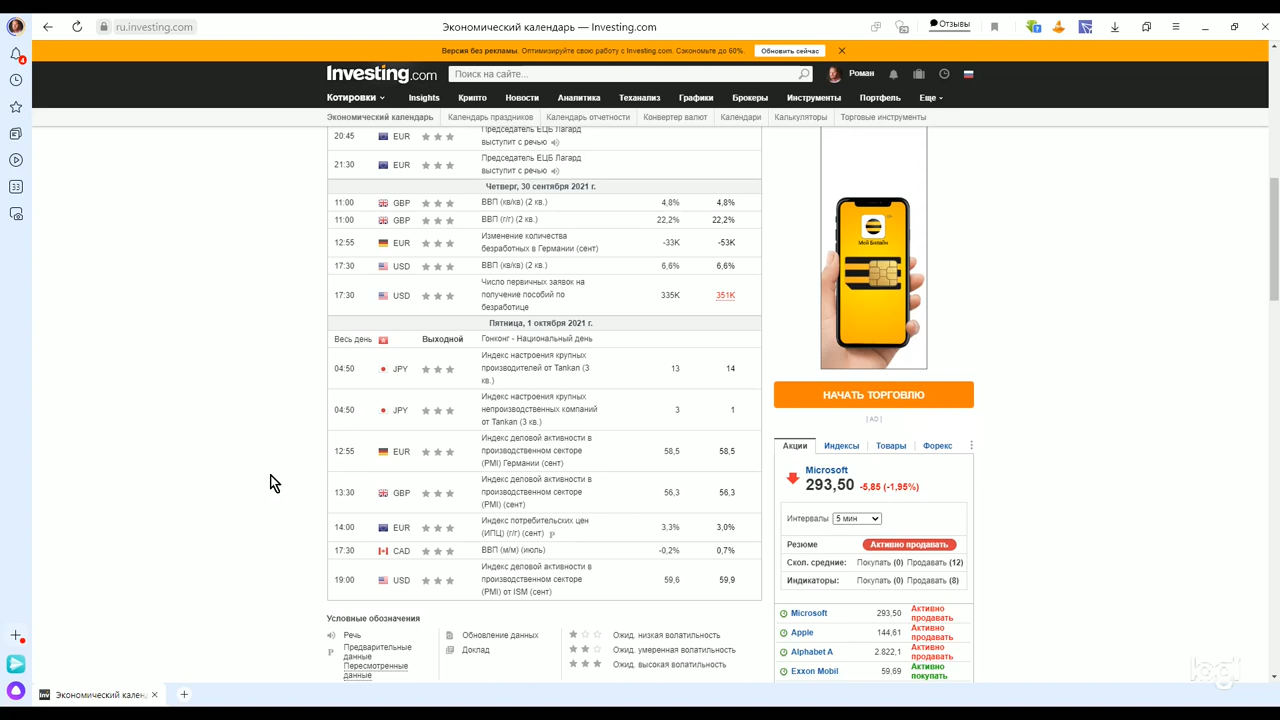 Экономический календарь — Investing.com
ru.investing.com
Отзывы
4
Версия без рекламы. Оптимизируйте свою работу с Investing.com. Сэкономьте до 60%.
Обновить сейчас
Investing.com
Поиск на сайте...
Роман
Котировки
Insights
Крипто
Новости
Аналитика
Теханализ
Графики
Брокеры
Инструменты
Портфель
Еще
Экономический календарь
Календарь праздников
Календарь отчетности
Конвертер валют
Календари
Калькуляторы
Торговые инструменты
20:45 EUR Председатель ЕЦБ Лагард
выступит с речью
21:30 EUR Председатель ЕЦБ Лагард
выступит с речью
Четверг, 30 сентября 2021 г.
11:00 GBP ВВП (кв/кв) (2 кв.) 4,8% 4,8%
11:00 GBP ВВП (г/г) (2 кв.) 22,2% 22,2%
12:55 EUR Изменение количества
безработных в Германии (сент) -33K -53K
17:30 USD ВВП (кв/кв) (2 кв.) 6,6% 6,6%
17:30 USD Число первичных заявок на
получение пособий по
безработице 335K 351K
Пятница, 1 октября 2021 г.
Весь день Выходной Гонконг - Национальный день
04:50 JPY Индекс настроения крупных
производителей от Tankan (3
кв.) 13 14
04:50 JPY Индекс настроения крупных
непроизводственных компаний
от Tankan (3 кв.) 3 1
12:55 EUR Индекс деловой активности в
производственном секторе
(PMI) Германии (сент) 58,5 58,5
13:30 GBP Индекс деловой активности в
производственном секторе
(PMI) (сент) 56,3 56,3
14:00 EUR Индекс потребительских цен
(ИПЦ) (г/г) (сент) P 3,3% 3,0%
17:30 CAD ВВП (м/м) (июль) -0,2% 0,7%
19:00 USD Индекс деловой активности в
производственном секторе
(PMI) от ISM (сент) 59,6 59,9
Условные обозначения
Речь
P Предварительные
данные
Пересмотренные
данные
Обновление данных
Доклад
Ожид. низкая волатильность
Ожид. умеренная волатильность
Ожид. высокая волатильность
Мой Билайн
НАЧАТЬ ТОРГОВЛЮ
[ AD ]
Акции
Индексы
Товары
Форекс
Microsoft
293,50 -5,85 (-1,95%)
Интервалы 5 мин
Резюме Активно продавать
Скол. средние: Покупать (0) Продавать (12)
Индикаторы: Покупать (0) Продавать (8)
Microsoft 293,50 Активно
продавать
Apple 144,61 Активно
продавать
Alphabet A 2.822,1 Активно
продавать
Exxon Mobil 59,69 Активно
покупать
logi
33
inv Экономический кален